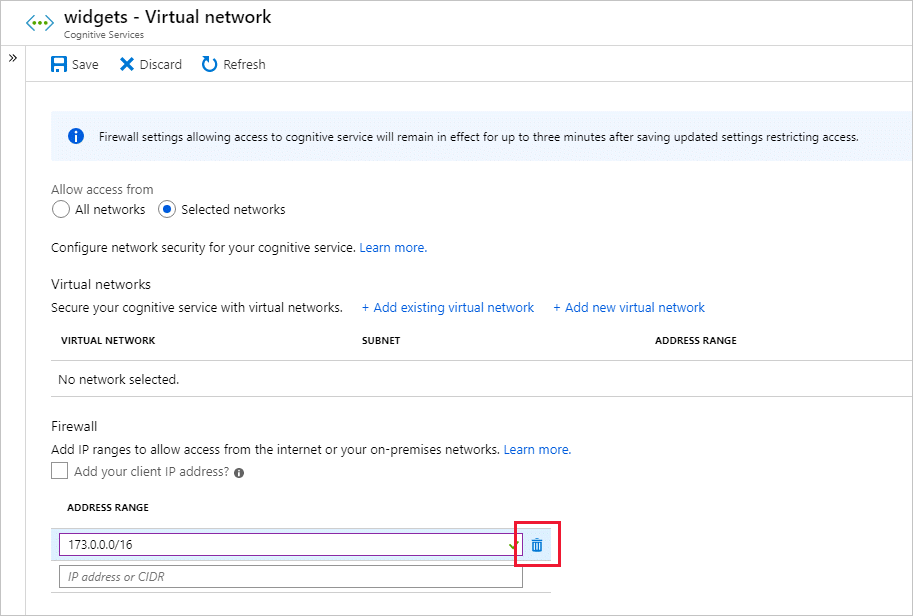 widgets - Virtual network
Cognitive Services
»
Save Discard Refresh
Firewall settings allowing access to cognitive service will remain in effect for up to three minutes after saving updated settings restricting access.
Allow access from
All networks Selected networks
Configure network security for your cognitive service. Learn more.
Virtual networks
Secure your cognitive service with virtual networks. + Add existing virtual network + Add new virtual network
VIRTUAL NETWORK SUBNET ADDRESS RANGE
No network selected.
Firewall
Add IP ranges to allow access from the internet or your on-premises networks. Learn more.
Add your client IP address?
ADDRESS RANGE
173.0.0.0/16
IP address or CIDR